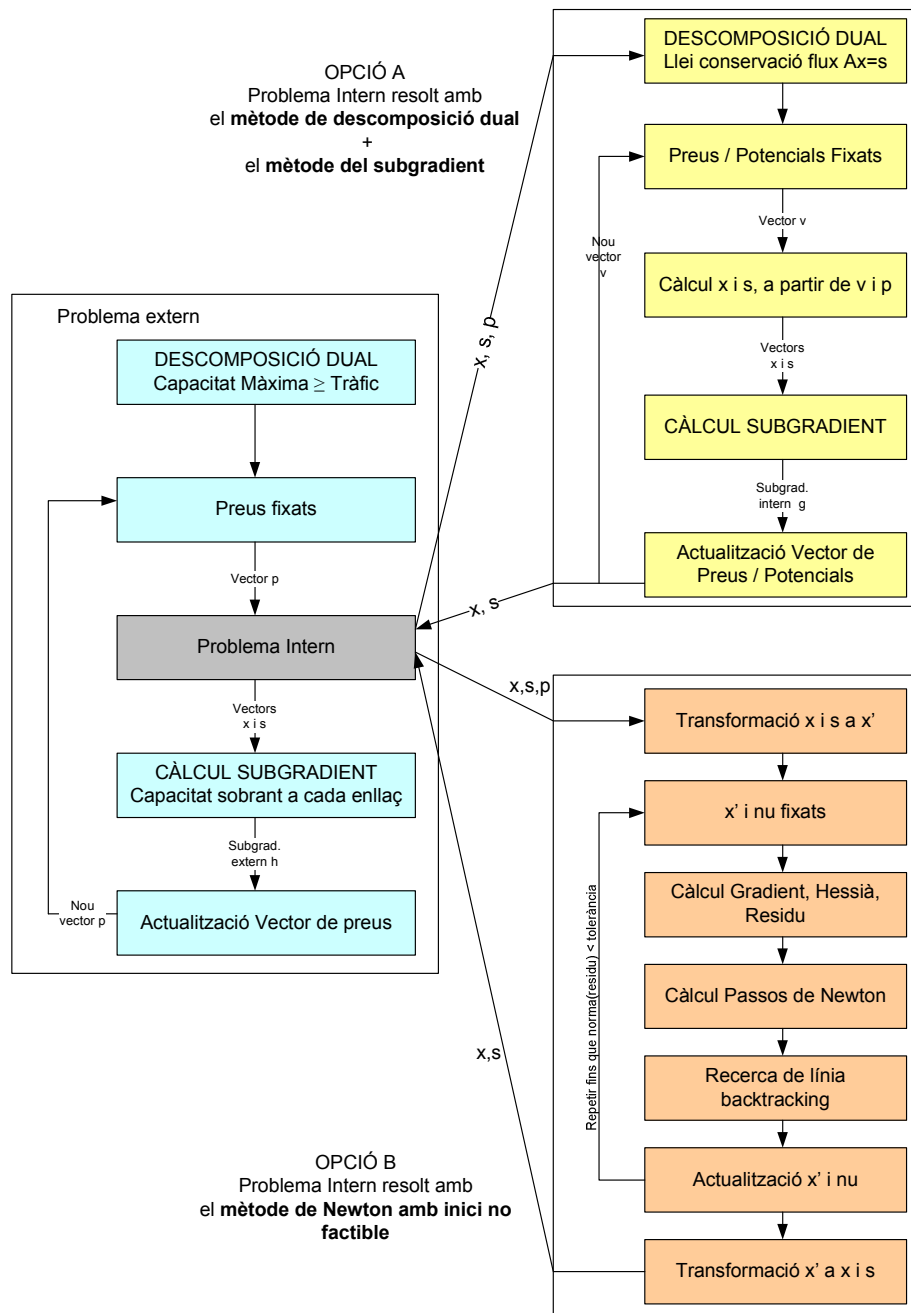 OPCIÓ A
Problema Intern resolt amb
el mètode de descomposició dual
+
el mètode del subgradient
DESCOMPOSICIÓ DUAL
Llei conservació flux Ax=s
Preus / Potencials Fixats
Vector v
Nou
vector
v
Càlcul x i s, a partir de v i p
Vectors
x i s
CÀLCUL SUBGRADIENT
Subgrad.
intern g
Actualització Vector de
Preus / Potencials
x, s, p
x, s
Problema extern
DESCOMPOSICIÓ DUAL
Capacitat Màxima ≥ Tràfic
Preus fixats
Vector p
Problema Intern
Vectors
x i s
CÀLCUL SUBGRADIENT
Capacitat sobrant a cada enllaç
Subgrad.
extern h
Nou
vector p
Actualització Vector de preus
x,s,p
x,s
Transformació x i s a x’
x’ i nu fixats
Càlcul Gradient, Hessià,
Residu
Càlcul Passos de Newton
Recerca de línia
backtracking
Actualització x’ i nu
Transformació x’ a x i s
Repetir fins que norma(residu) < tolerància
OPCIÓ B
Problema Intern resolt amb
el mètode de Newton amb inici no
factible